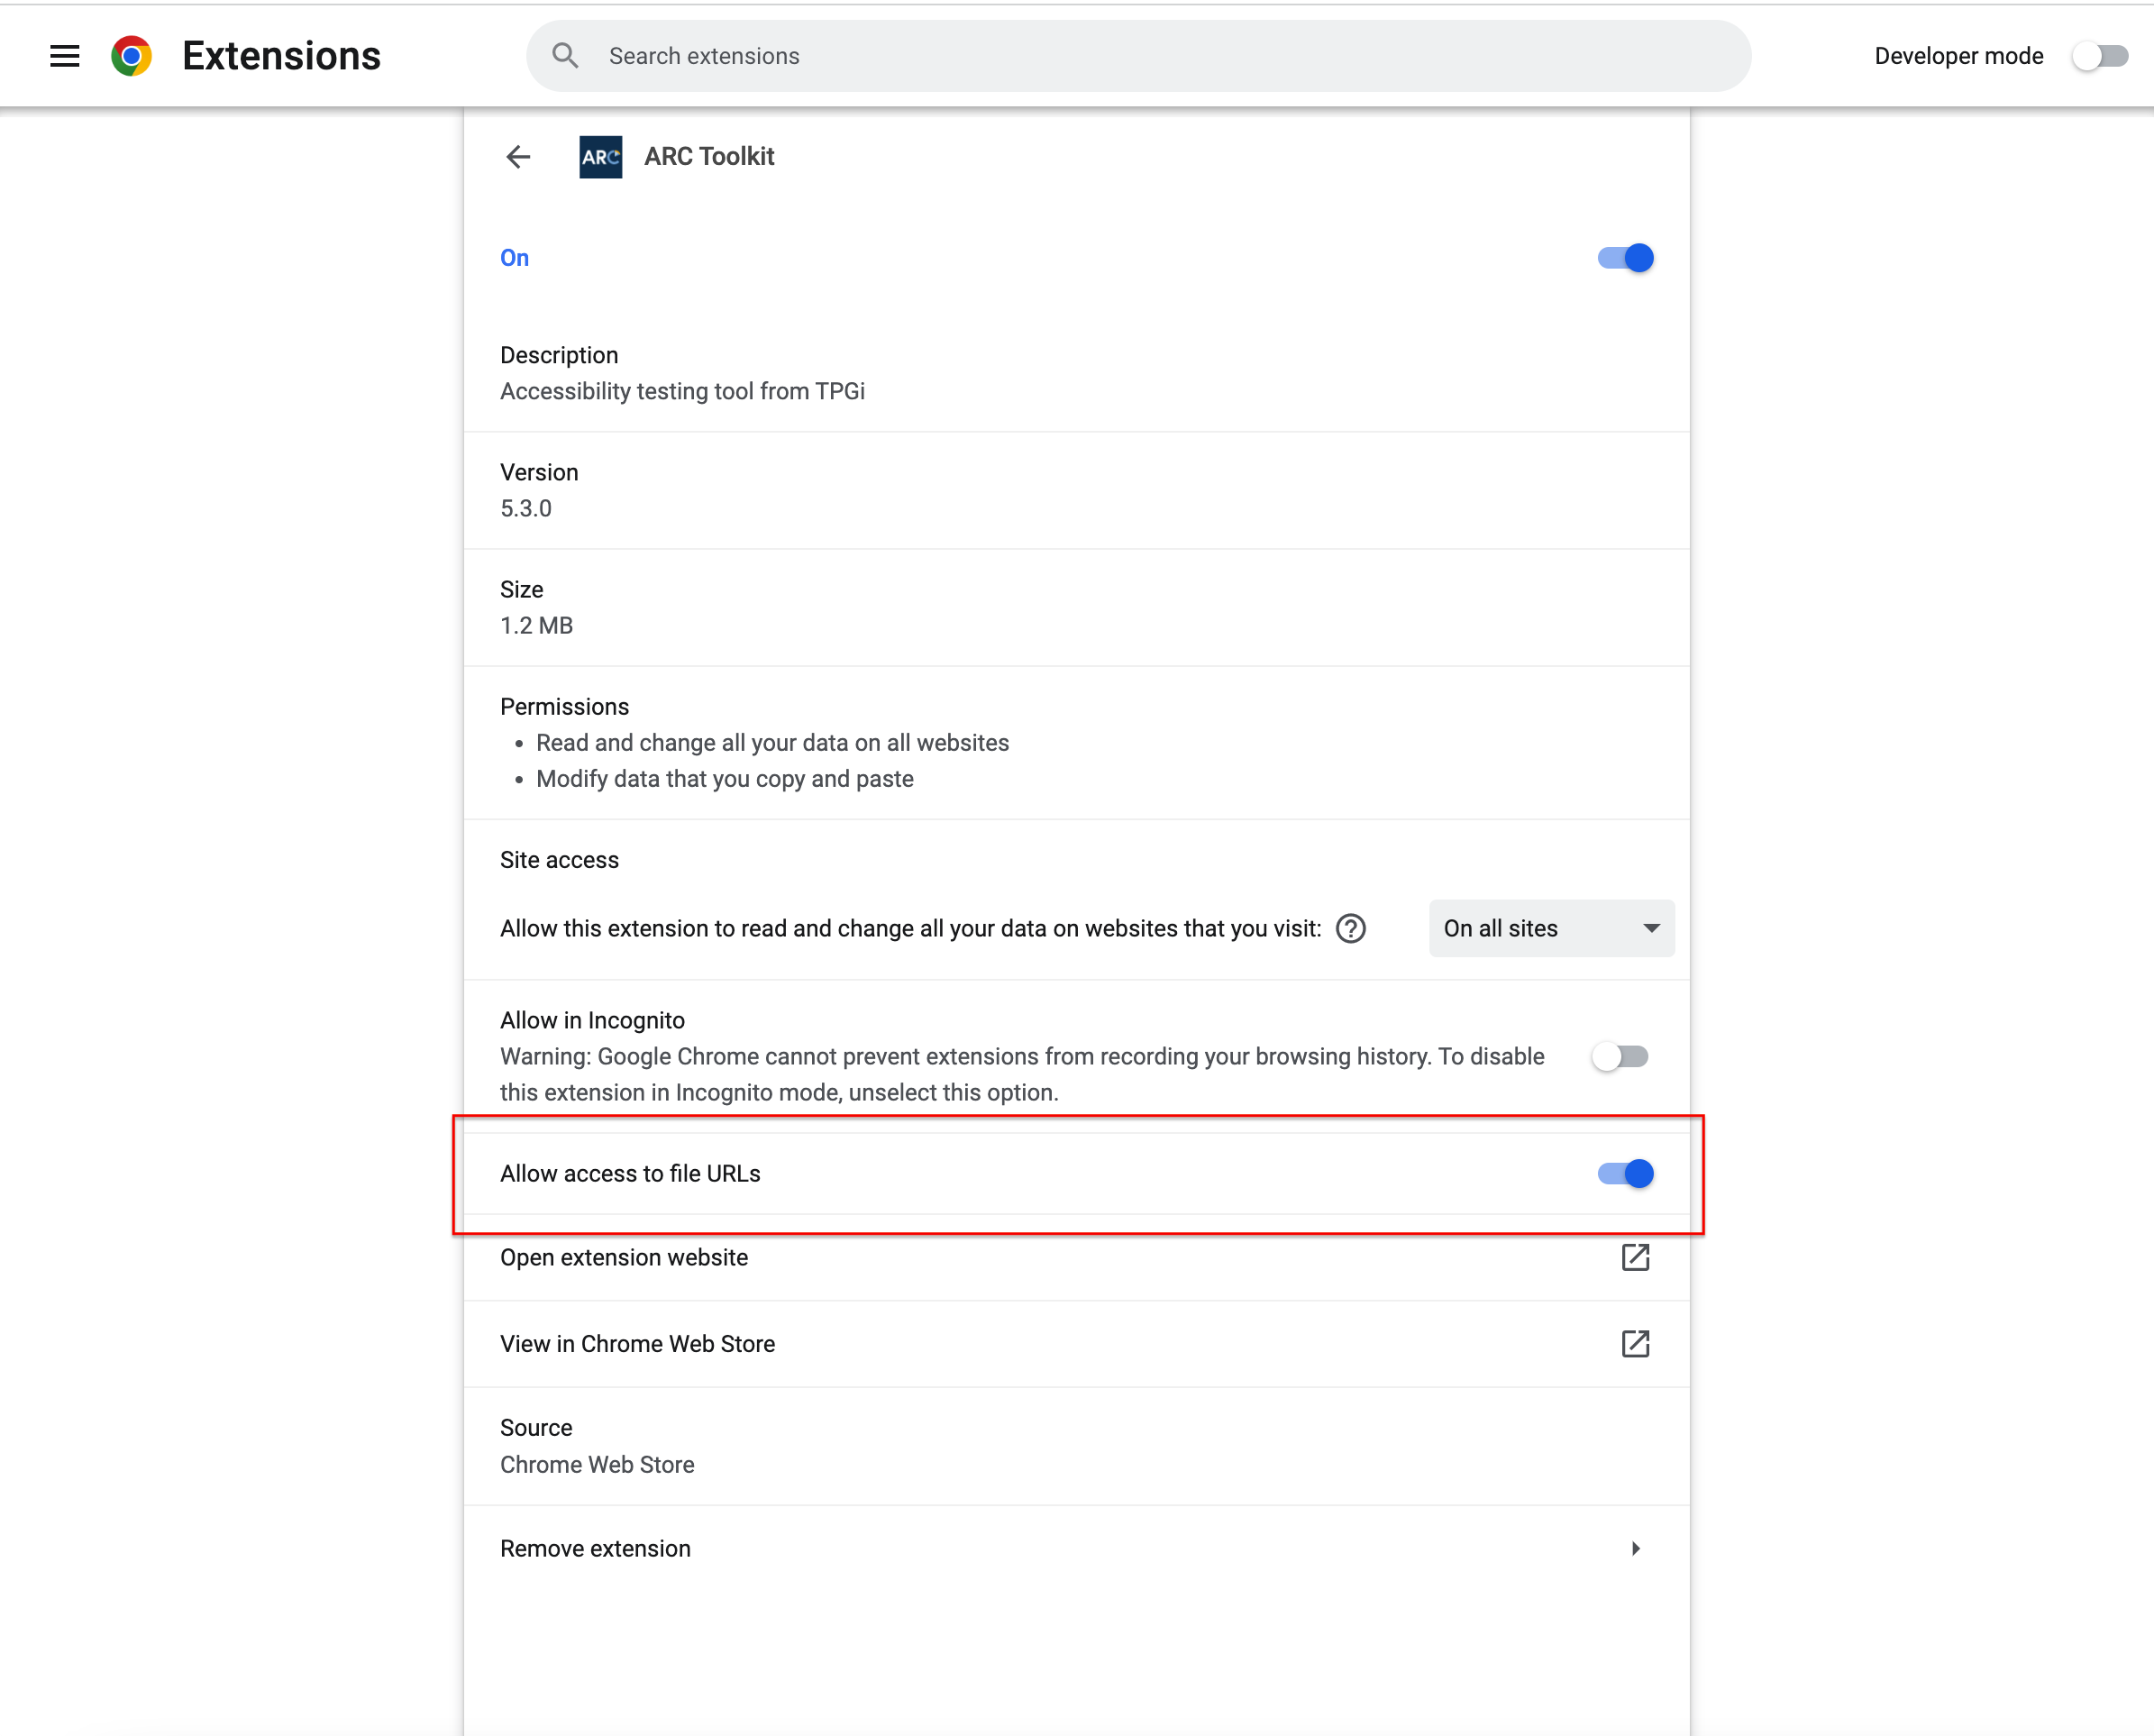 Extensions
Search extensions
Developer mode
ARC
ARC Toolkit
On
Description
Accessibility testing tool from TPGi
Version
5.3.0
Size
1.2 MB
Permissions
• Read and change all your data on all websites
• Modify data that you copy and paste
Site access
Allow this extension to read and change all your data on websites that you visit:
On all sites
Allow in Incognito
Warning: Google Chrome cannot prevent extensions from recording your browsing history. To disable
this extension in Incognito mode, unselect this option.
Allow access to file URLs
Open extension website
View in Chrome Web Store
Source
Chrome Web Store
Remove extension